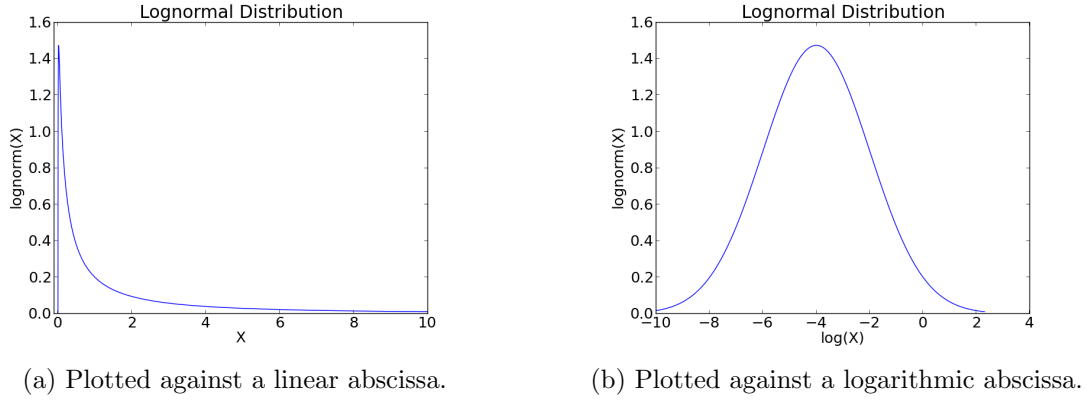 Lognormal Distribution
1.6
1.4
1.2
1.0
0.8
0.6
0.4
0.2
0.0
lognorm(X)
0 2 4 6 8 10
X
(a) Plotted against a linear abscissa.
Lognormal Distribution
1.6
1.4
1.2
1.0
0.8
0.6
0.4
0.2
0.0
lognorm(X)
−10 −8 −6 −4 −2 0 2 4
log(X)
(b) Plotted against a logarithmic abscissa.